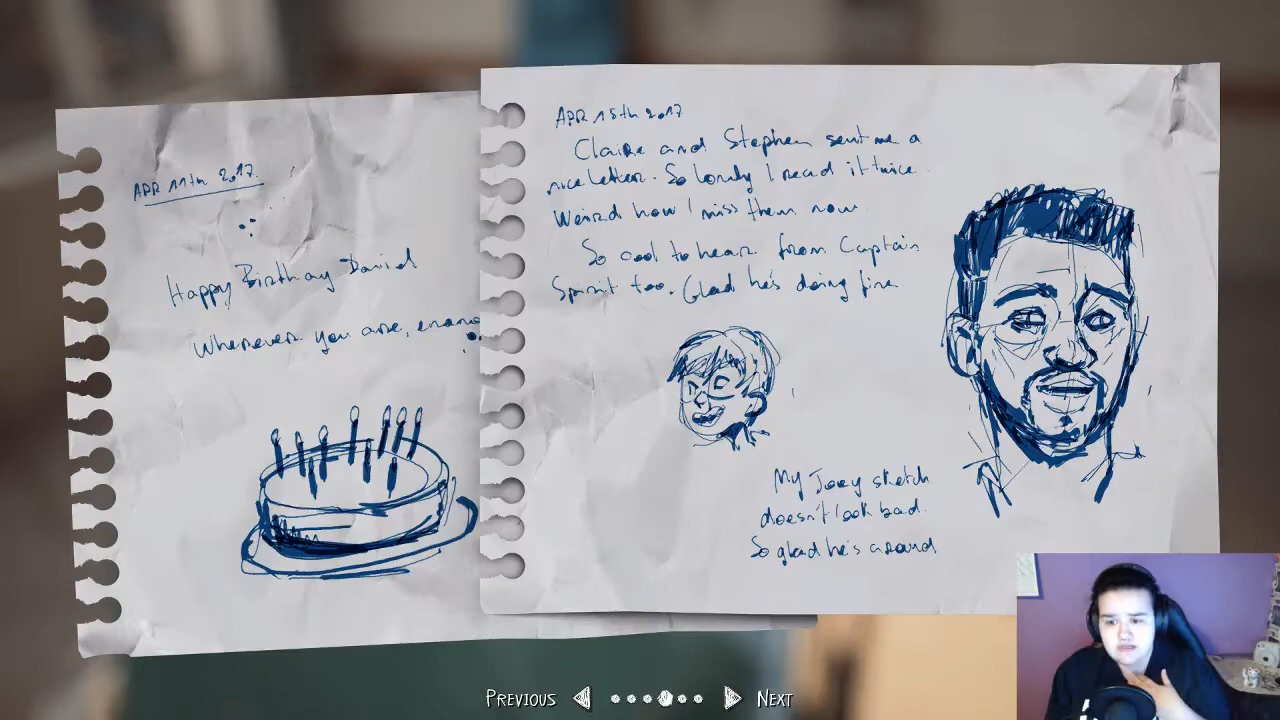 APR 11th 2017.
Happy Birthday David
Wherever you are, enano
APR 15th 2017
Claire and Stephen sent me a
nice letter. So lonely I read it twice.
Weird how I miss them now.
So cool to hear from Captain
Spirit too. Glad he's doing fine.
My Joey sketch
doesn't look bad.
So glad he's around
PREVIOUS
NEXT